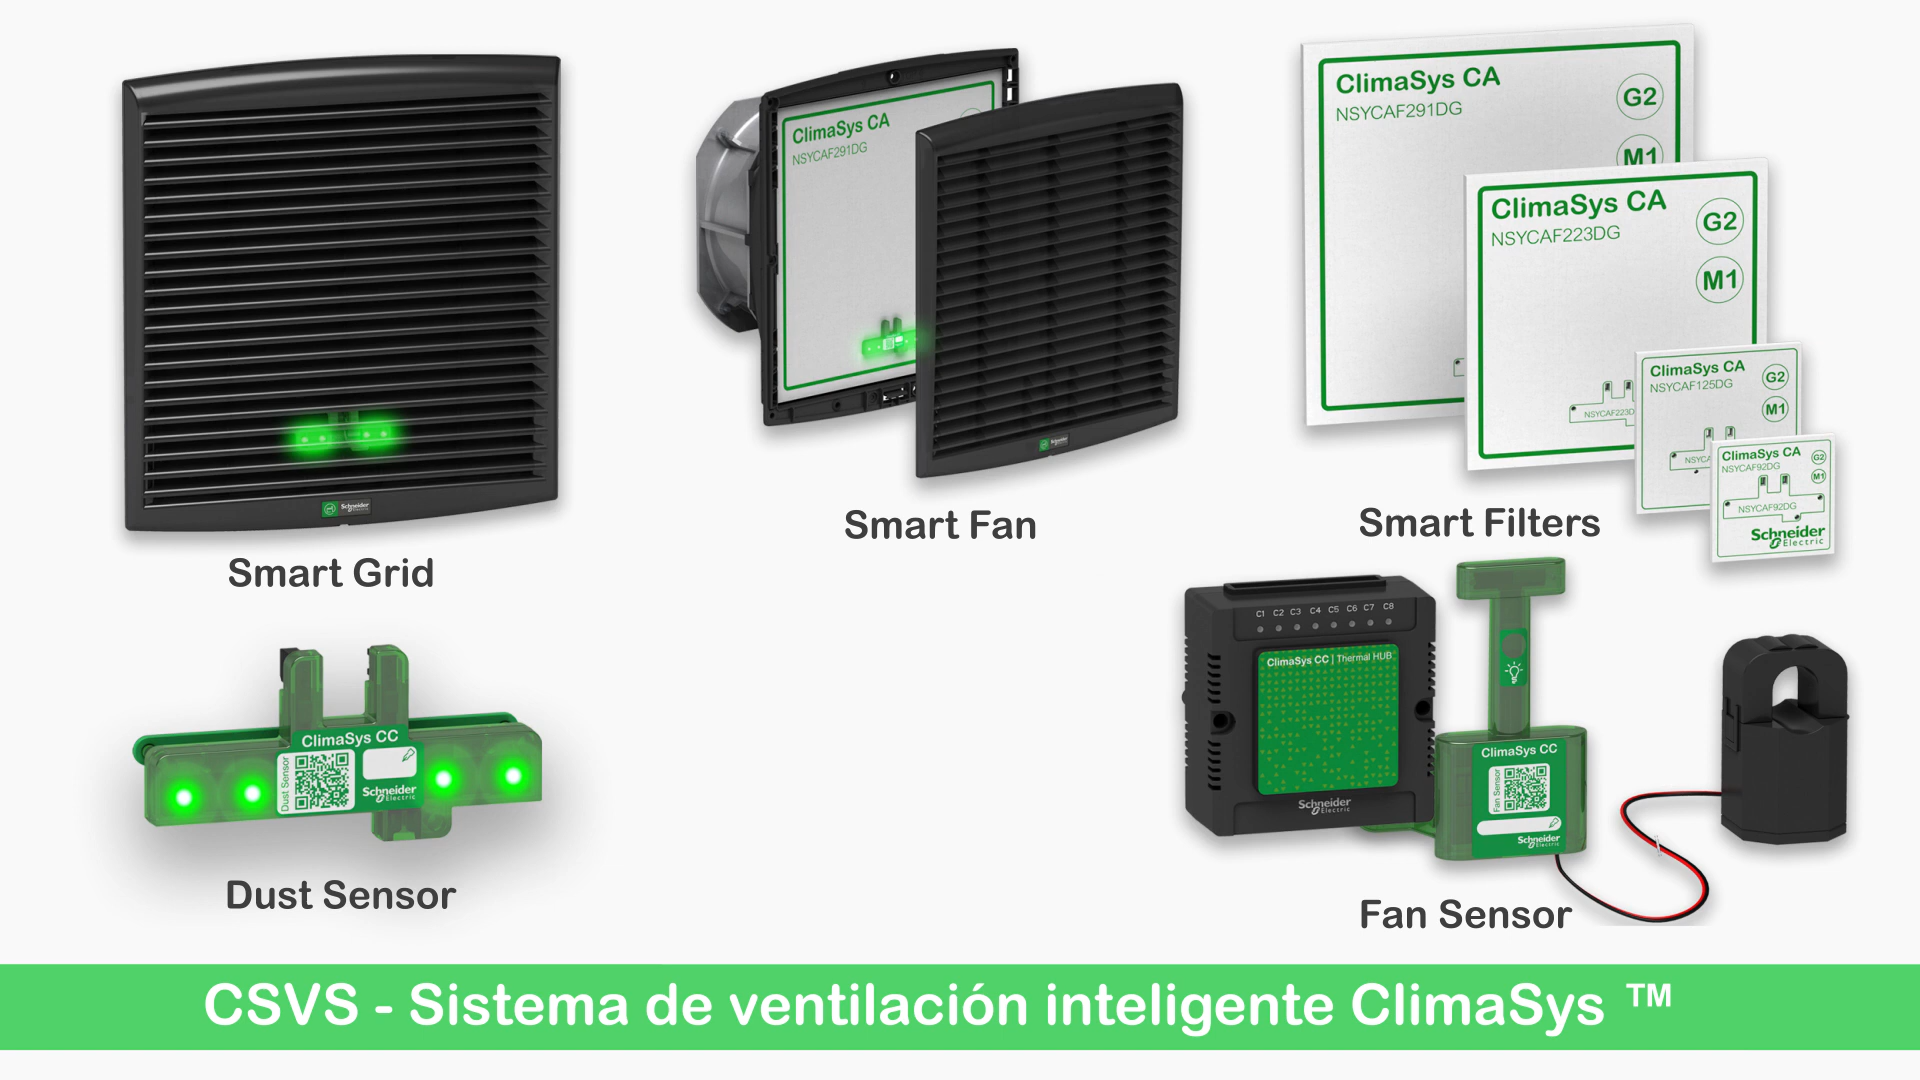 Schneider
Electric
Smart Grid
ClimaSys CA
NSYCAF291DG
Smart Fan
ClimaSys CA
NSYCAF291DG
G2
M1
ClimaSys CA
NSYCAF223DG
G2
M1
NSYCAF223D
ClimaSys CA
NSYCAF125DG
G2
M1
NSYCA
ClimaSys CA
NSYCAF92DG
G2
M1
NSYCAF92DG
Schneider
Electric
Smart Filters
ClimaSys CC
Dust Sensor
Schneider
Electric
Dust Sensor
C1 C2 C3 C4 C5 C6 C7 C8
ClimaSys CC | Thermal HUB
Schneider
Electric
ClimaSys CC
Fan Sensor
Schneider
Electric
Fan Sensor
CSVS - Sistema de ventilación inteligente ClimaSys ™